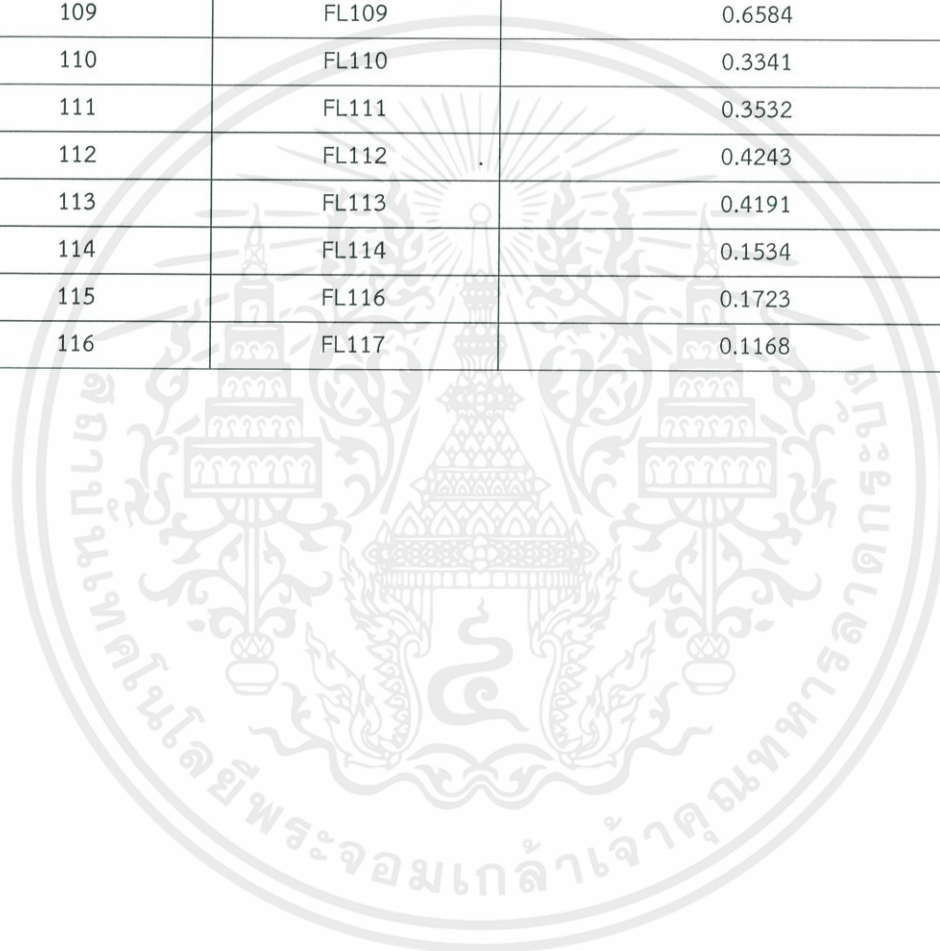 109 FL109 0.6584
110 FL110 0.3341
111 FL111 0.3532
112 FL112 0.4243
113 FL113 0.4191
114 FL114 0.1534
115 FL116 0.1723
116 FL117 0.1168
สถาบันเทคโนโลยีพระจอมเกล้าเจ้าคุณทหารลาดกระบัง